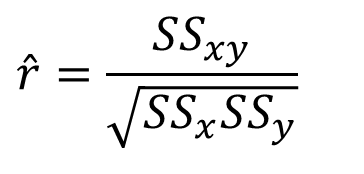 r̂ = SS_xy / √(SS_x SS_y)